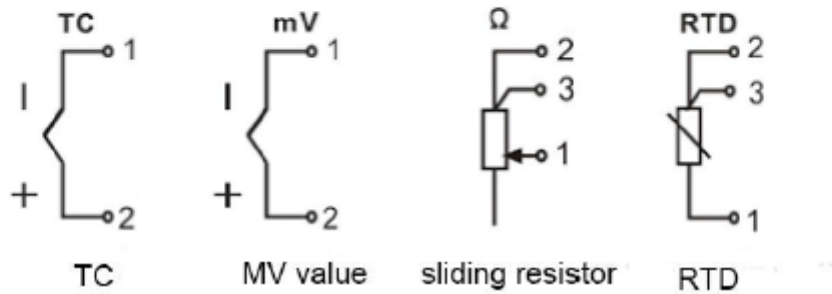 TC mV Ω RTD
1 1 2 2
3 3
I I
1
+ + 1
2 2
TC MV value sliding resistor RTD